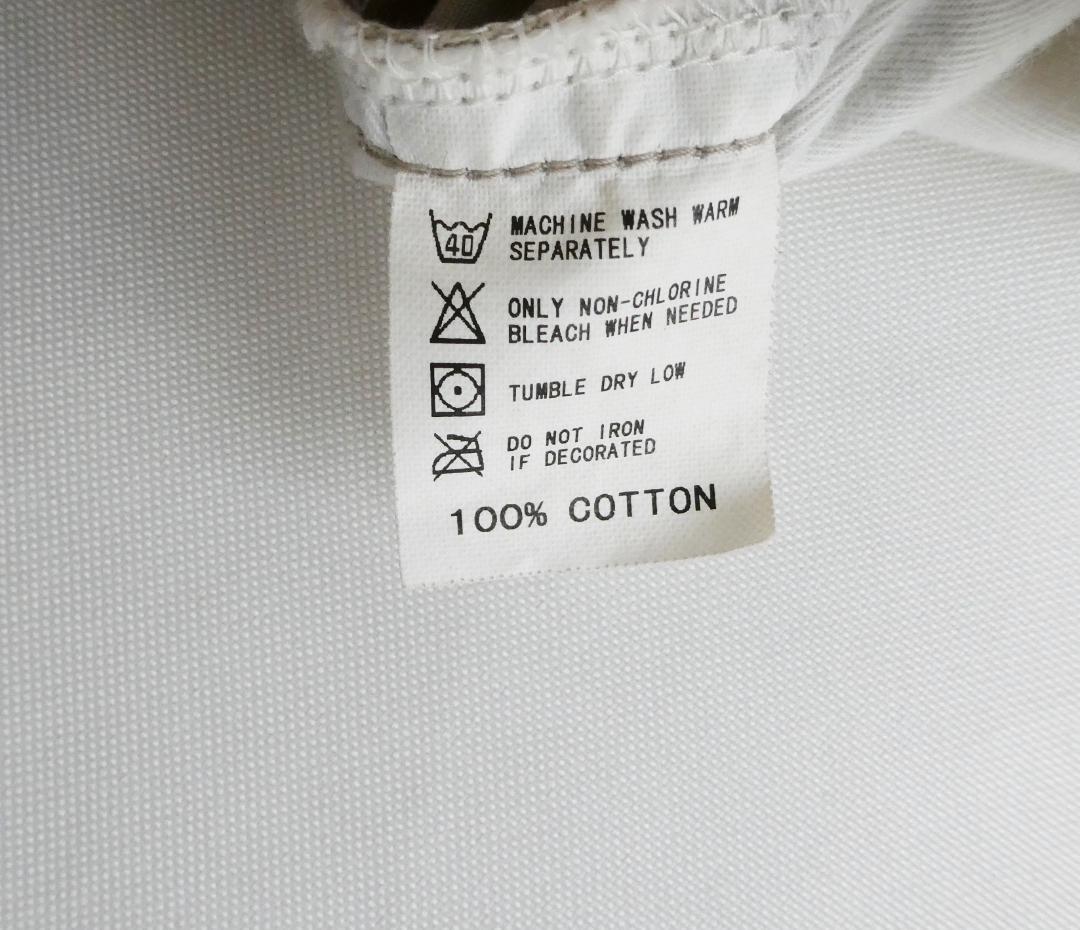 40
MACHINE WASH WARM
SEPARATELY
ONLY NON-CHLORINE
BLEACH WHEN NEEDED
TUMBLE DRY LOW
DO NOT IRON
IF DECORATED
100% COTTON